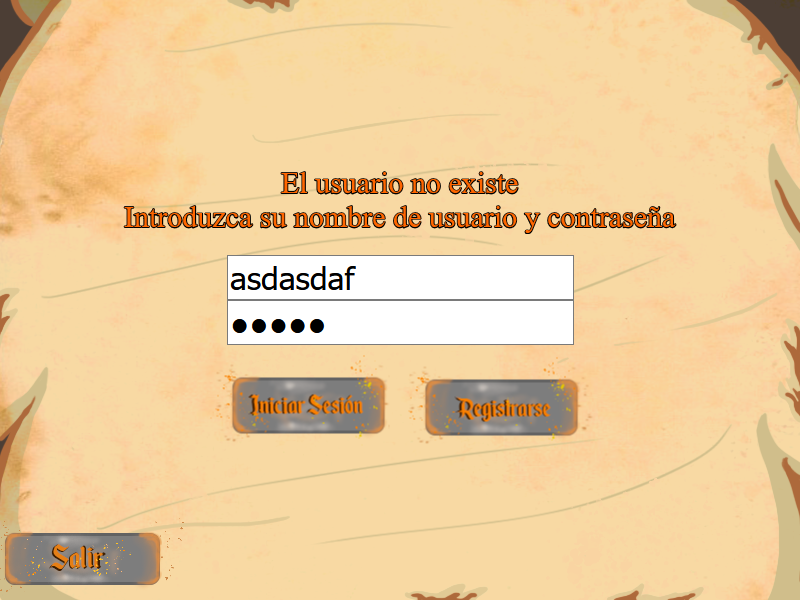 El usuario no existe
Introduzca su nombre de usuario y contraseña
asdasdaf
●●●●●
Iniciar Sesión
Registrarse
Salir